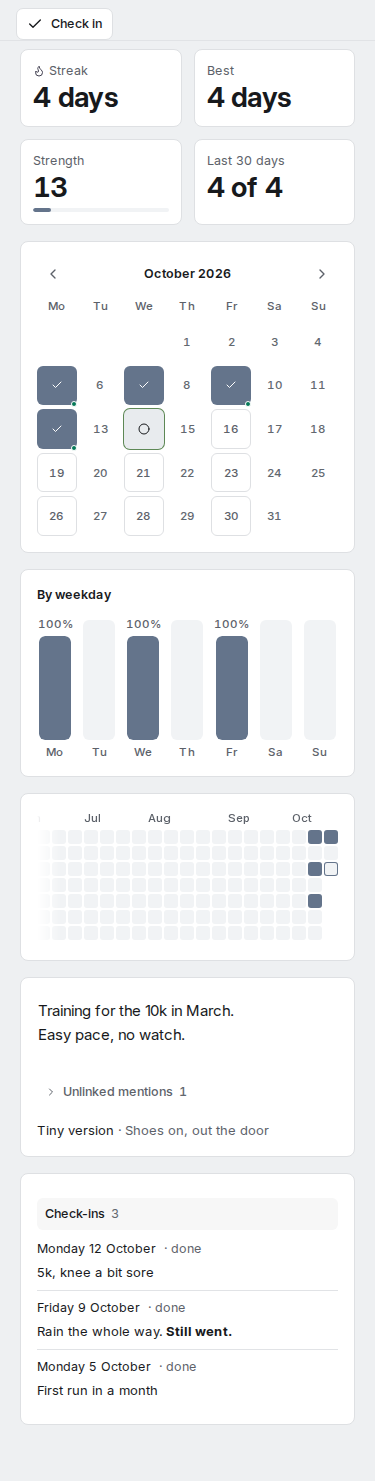 Check in
Streak
4 days
Best
4 days
Strength
13
Last 30 days
4 of 4
October 2026
Mo Tu We Th Fr Sa Su
1 2 3 4
6 8 10 11
13 15 16 17 18
19 20 21 22 23 24 25
26 27 28 29 30 31
By weekday
100% 100% 100%
Mo Tu We Th Fr Sa Su
Jul Aug Sep Oct
Training for the 10k in March.
Easy pace, no watch.
Unlinked mentions 1
Tiny version · Shoes on, out the door
Check-ins 3
Monday 12 October · done
5k, knee a bit sore
Friday 9 October · done
Rain the whole way. Still went.
Monday 5 October · done
First run in a month